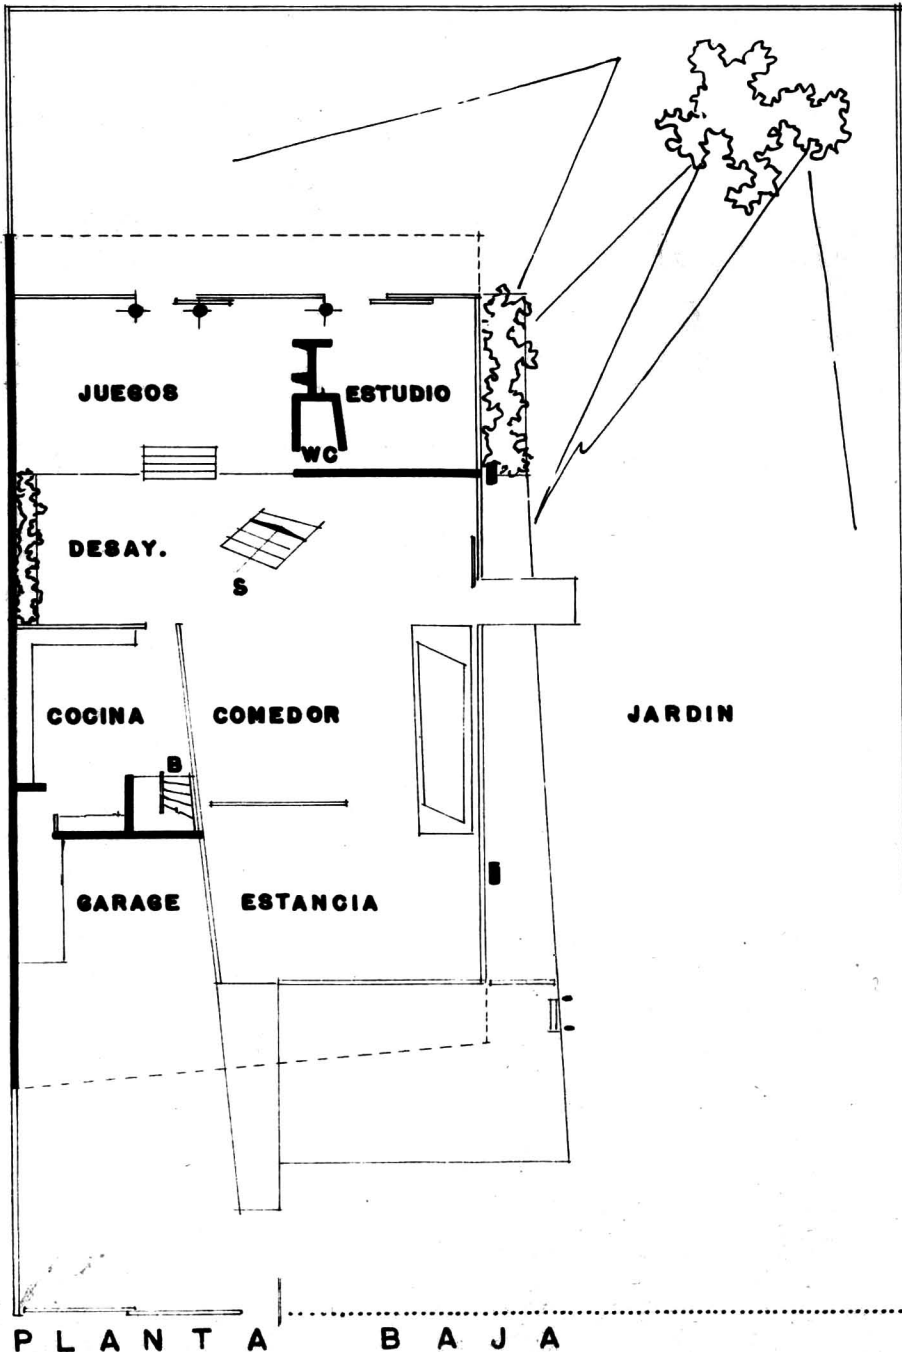 JUEGOS ESTUDIO
WC
DESAY.
S
COCINA COMEDOR JARDIN
B
GARAGE ESTANCIA
PLANTA BAJA